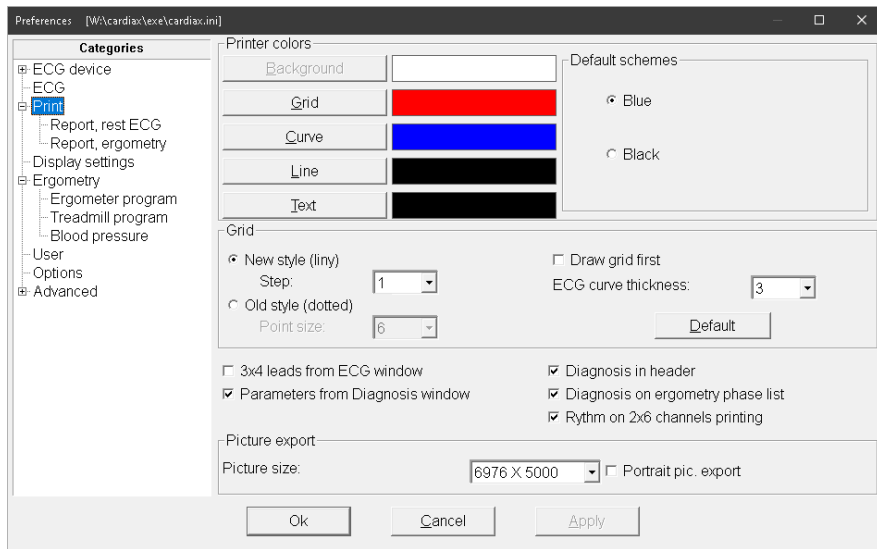 Preferences [W:\cardiax\exe\cardiax.ini]
Categories
ECG device
ECG
Print
Report, rest ECG
Report, ergometry
Display settings
Ergometry
Ergometer program
Treadmill program
Blood pressure
User
Options
Advanced
Printer colors
Background
Grid
Curve
Line
Text
Default schemes
Blue
Black
Grid
New style (liny)
Step: 1
Old style (dotted)
Point size: 6
Draw grid first
ECG curve thickness: 3
Default
3x4 leads from ECG window
Parameters from Diagnosis window
Diagnosis in header
Diagnosis on ergometry phase list
Rythm on 2x6 channels printing
Picture export
Picture size: 6976 X 5000 Portrait pic. export
Ok Cancel Apply